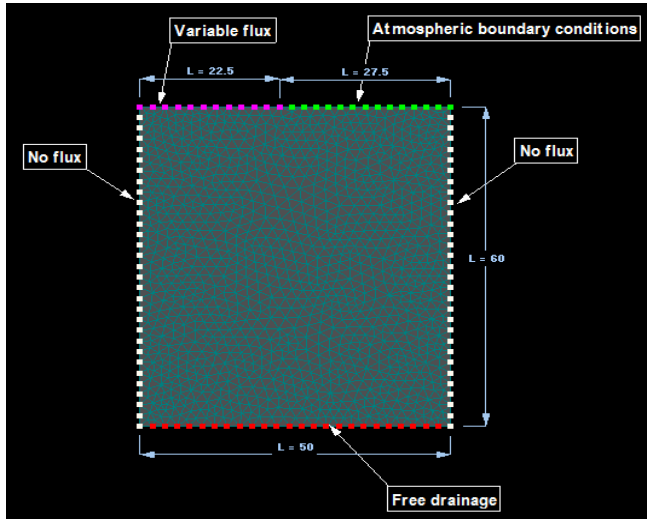 Variable flux
Atmospheric boundary conditions
L = 22.5
L = 27.5
No flux
No flux
L = 60
L = 50
Free drainage